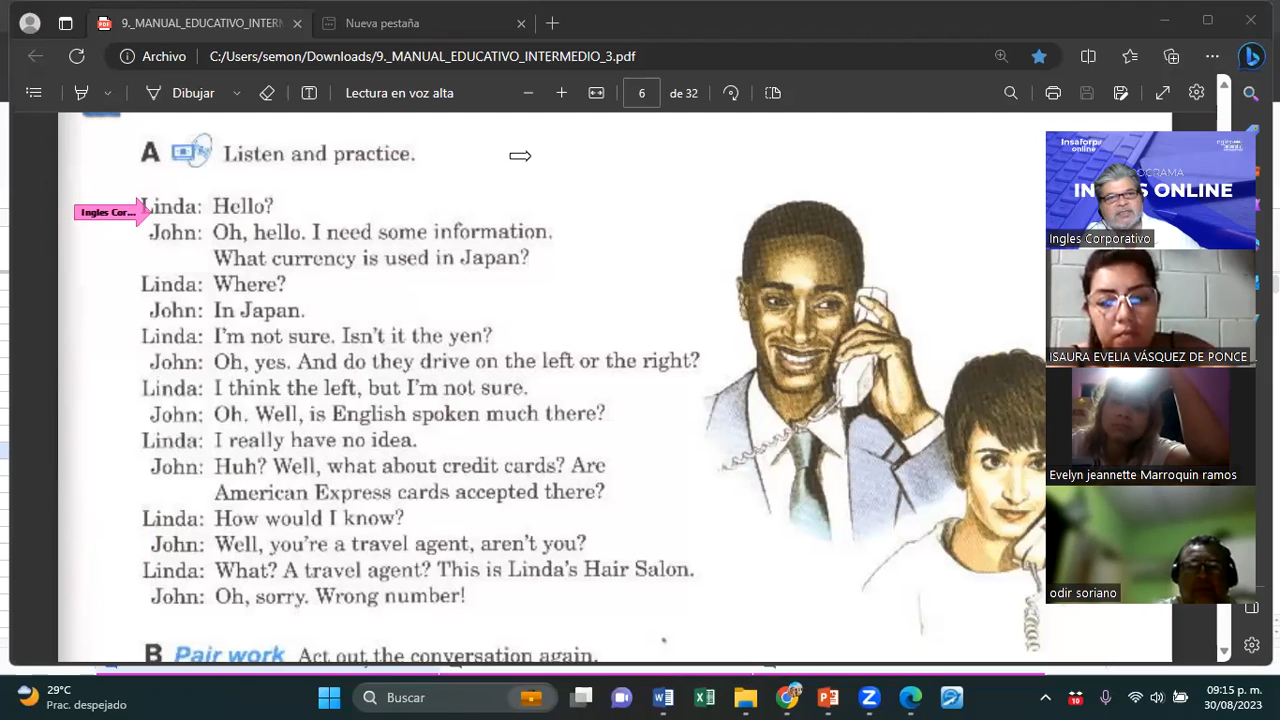 9._MANUAL_EDUCATIVO_INTERM
Nueva pestaña
Archivo
C:/Users/semon/Downloads/9._MANUAL_EDUCATIVO_INTERMEDIO_3.pdf
Dibujar
Lectura en voz alta
6
de 32
A Listen and practice.
Linda: Hello?
Ingles Cor...
John: Oh, hello. I need some information.
What currency is used in Japan?
Linda: Where?
John: In Japan.
Linda: I'm not sure. Isn't it the yen?
John: Oh, yes. And do they drive on the left or the right?
Linda: I think the left, but I'm not sure.
John: Oh. Well, is English spoken much there?
Linda: I really have no idea.
John: Huh? Well, what about credit cards? Are
American Express cards accepted there?
Linda: How would I know?
John: Well, you're a travel agent, aren't you?
Linda: What? A travel agent? This is Linda's Hair Salon.
John: Oh, sorry. Wrong number!
B Pair work Act out the conversation again.
Insaforp
online
INGLES ONLINE
Ingles Corporativo
ISAURA EVELIA VÁSQUEZ DE PONCE
Evelyn jeannette Marroquin ramos
odir soriano
29°C
Prac. despejado
Buscar
10
09:15 p. m.
30/08/2023